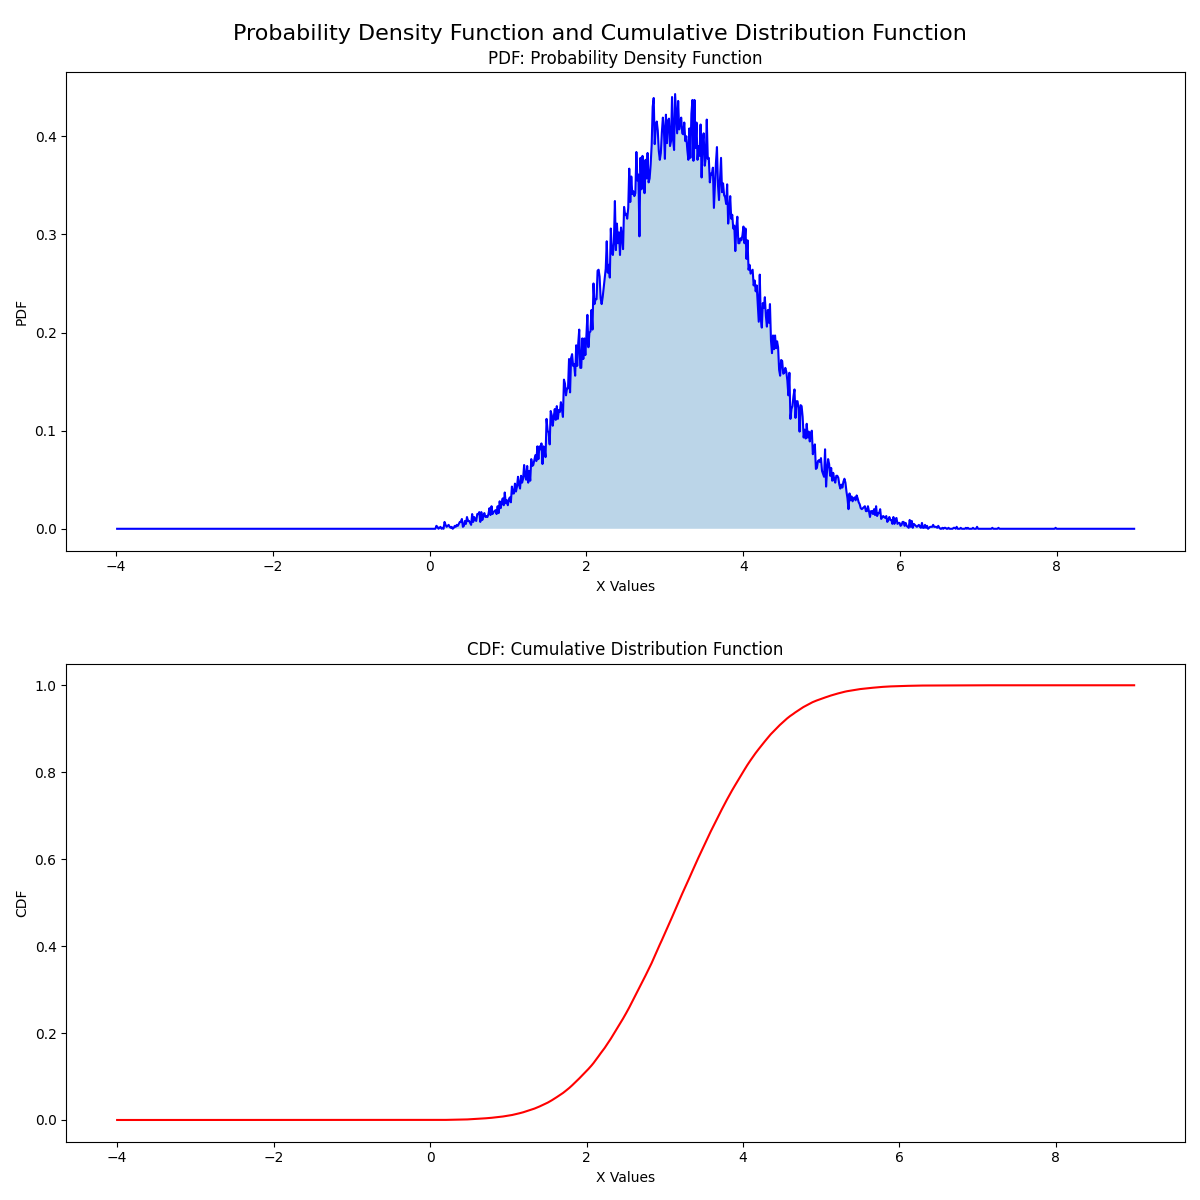 Probability Density Function and Cumulative Distribution Function
PDF: Probability Density Function
0.4
0.3
0.2
0.1
0.0
PDF
−4 −2 0 2 4 6 8
X Values
CDF: Cumulative Distribution Function
1.0
0.8
0.6
0.4
0.2
0.0
CDF
−4 −2 0 2 4 6 8
X Values